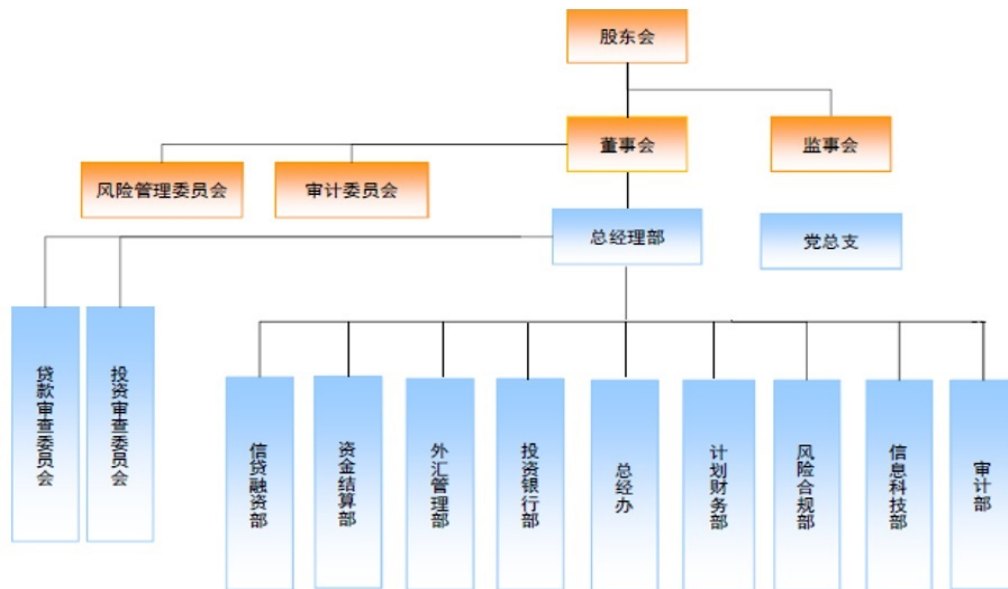 股东会
董事会
监事会
风险管理委员会
审计委员会
总经理部
党总支
贷款审查委员会
投资审查委员会
信贷融资部
资金结算部
外汇管理部
投资银行部
总经办
计划财务部
风险合规部
信息科技部
审计部